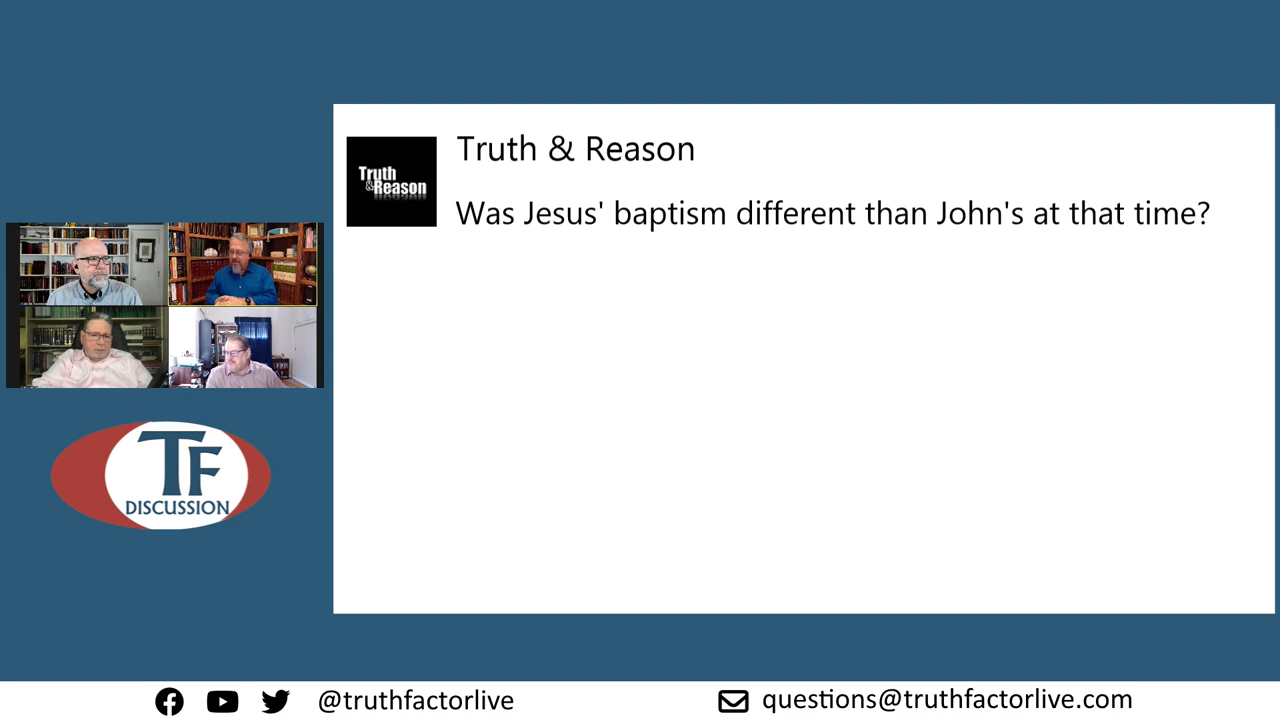 Truth
&Reason
Truth & Reason
Was Jesus' baptism different than John's at that time?
TF
DISCUSSION
@truthfactorlive
questions@truthfactorlive.com